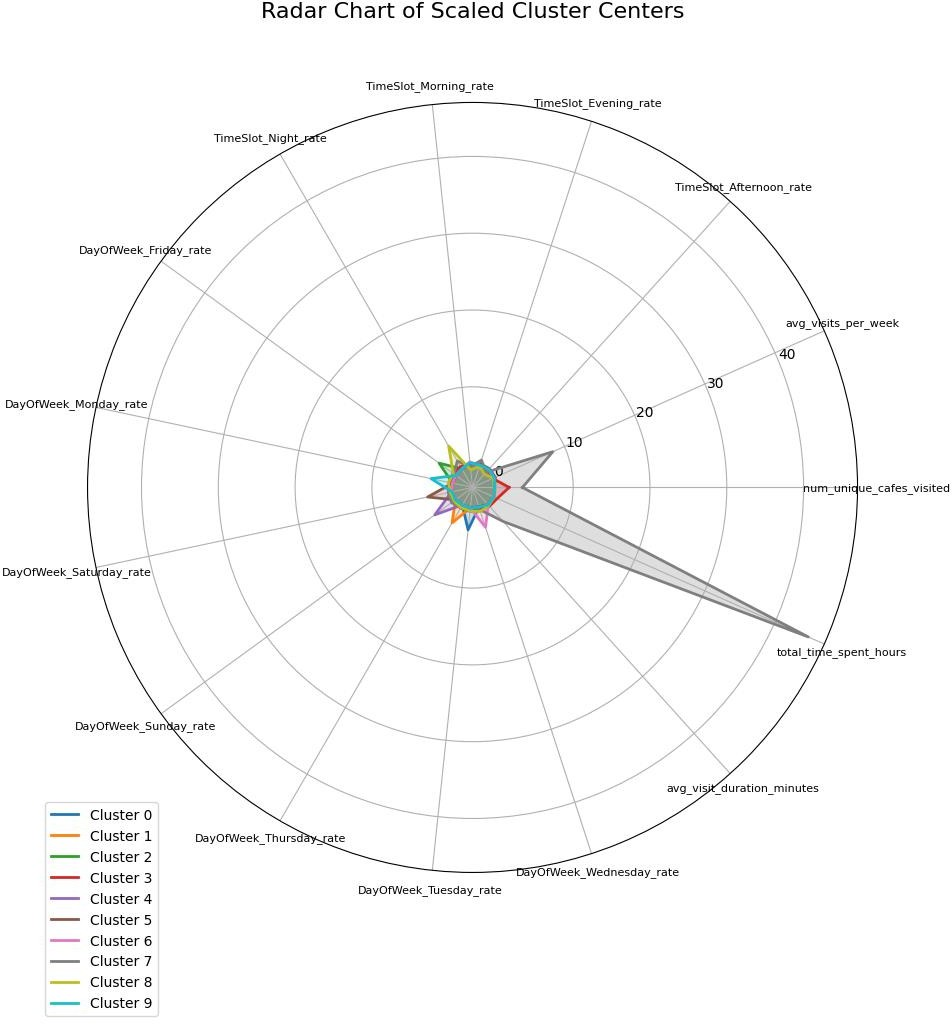 Radar Chart of Scaled Cluster Centers
TimeSlot_Morning_rate
TimeSlot_Evening_rate
TimeSlot_Night_rate
TimeSlot_Afternoon_rate
DayOfWeek_Friday_rate
avg_visits_per_week
40
30
DayOfWeek_Monday_rate
20
10
0
num_unique_cafes_visited
DayOfWeek_Saturday_rate
total_time_spent_hours
DayOfWeek_Sunday_rate
avg_visit_duration_minutes
DayOfWeek_Thursday_rate
DayOfWeek_Wednesday_rate
DayOfWeek_Tuesday_rate
Cluster 0
Cluster 1
Cluster 2
Cluster 3
Cluster 4
Cluster 5
Cluster 6
Cluster 7
Cluster 8
Cluster 9